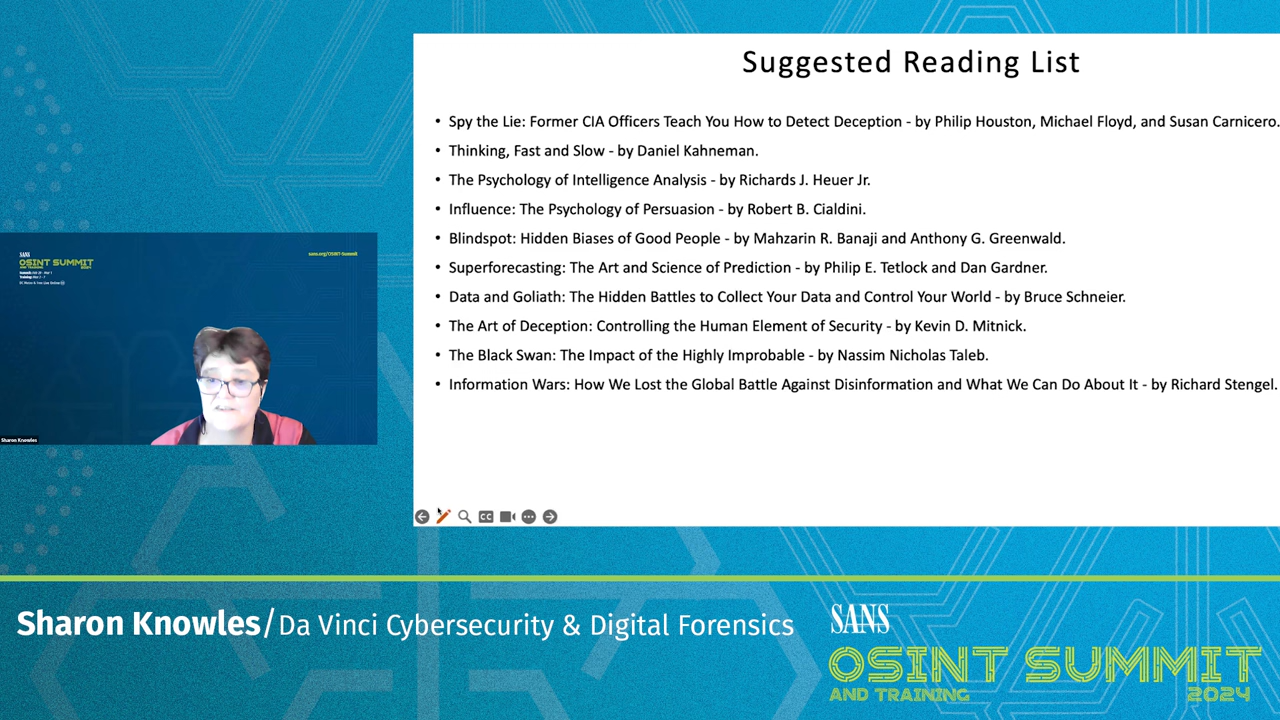 Suggested Reading List
• Spy the Lie: Former CIA Officers Teach You How to Detect Deception - by Philip Houston, Michael Floyd, and Susan Carnicero.
• Thinking, Fast and Slow - by Daniel Kahneman.
• The Psychology of Intelligence Analysis - by Richards J. Heuer Jr.
• Influence: The Psychology of Persuasion - by Robert B. Cialdini.
• Blindspot: Hidden Biases of Good People - by Mahzarin R. Banaji and Anthony G. Greenwald.
• Superforecasting: The Art and Science of Prediction - by Philip E. Tetlock and Dan Gardner.
• Data and Goliath: The Hidden Battles to Collect Your Data and Control Your World - by Bruce Schneier.
• The Art of Deception: Controlling the Human Element of Security - by Kevin D. Mitnick.
• The Black Swan: The Impact of the Highly Improbable - by Nassim Nicholas Taleb.
• Information Wars: How We Lost the Global Battle Against Disinformation and What We Can Do About It - by Richard Stengel.
CC
SANS
OSINT SUMMIT
sans.org/OSINT-Summit
Sharon Knowles
Sharon Knowles/Da Vinci Cybersecurity & Digital Forensics
SANS
OSINT SUMMIT
AND TRAINING 2024